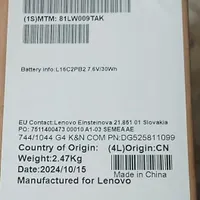 (1S)MTM: 81LW009TAK
Battery info: L16C2PB2 7.6V/30Wh
EU Contact:Lenovo Einsteinova 21,851 01 Slovakia
PO: 7511400473 00010 A1-03 SEMEAAE
744/1044 G4 K&N COM PN:DG525811099
Country of Origin: (4L)Origin:CN
Weight:2.47Kg
Made in China
Date:2024/10/15
Manufactured for Lenovo